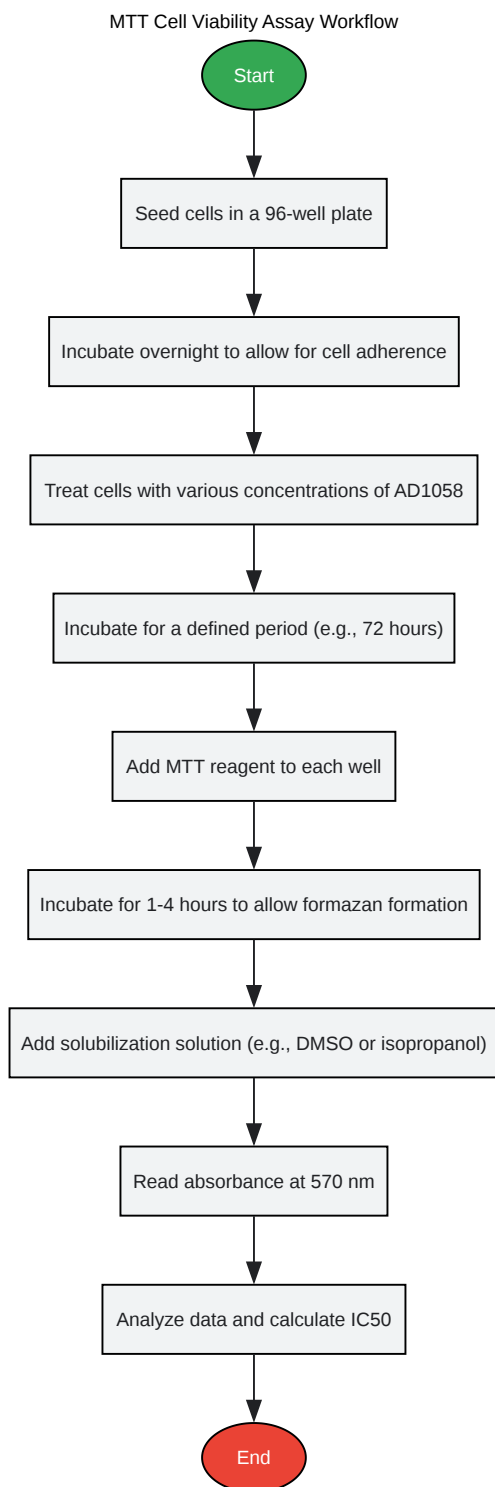 MTT Cell Viability Assay Workflow
Start
Seed cells in a 96-well plate
Incubate overnight to allow for cell adherence
Treat cells with various concentrations of AD1058
Incubate for a defined period (e.g., 72 hours)
Add MTT reagent to each well
Incubate for 1-4 hours to allow formazan formation
Add solubilization solution (e.g., DMSO or isopropanol)
Read absorbance at 570 nm
Analyze data and calculate IC50
End